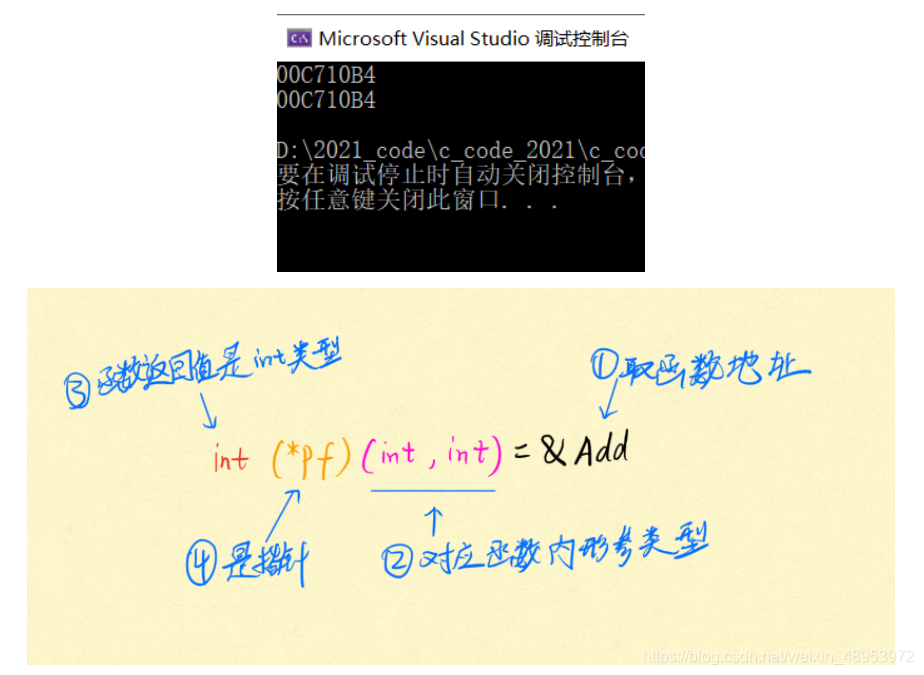 Microsoft Visual Studio 调试控制台
00C710B4
00C710B4
D:\2021_code\c_code_2021\c_coc
要在调试停止时自动关闭控制台，
按任意键关闭此窗口. . .
③函数返回值是int类型
①取函数地址
int (*pf)(int, int) = &Add
④是指针
②对应函数内形参类型
https://blog.csdn.net/weixin_48953972